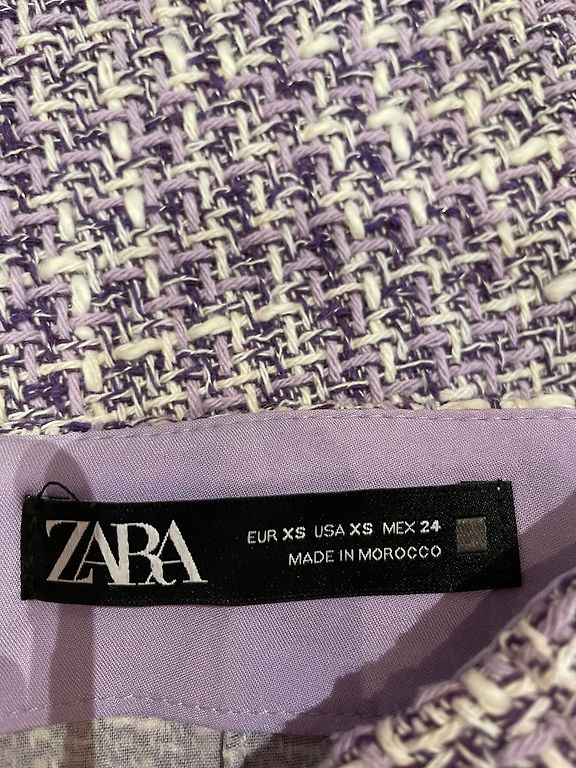 ZARA
EUR XS USA XS MEX 24
MADE IN MOROCCO